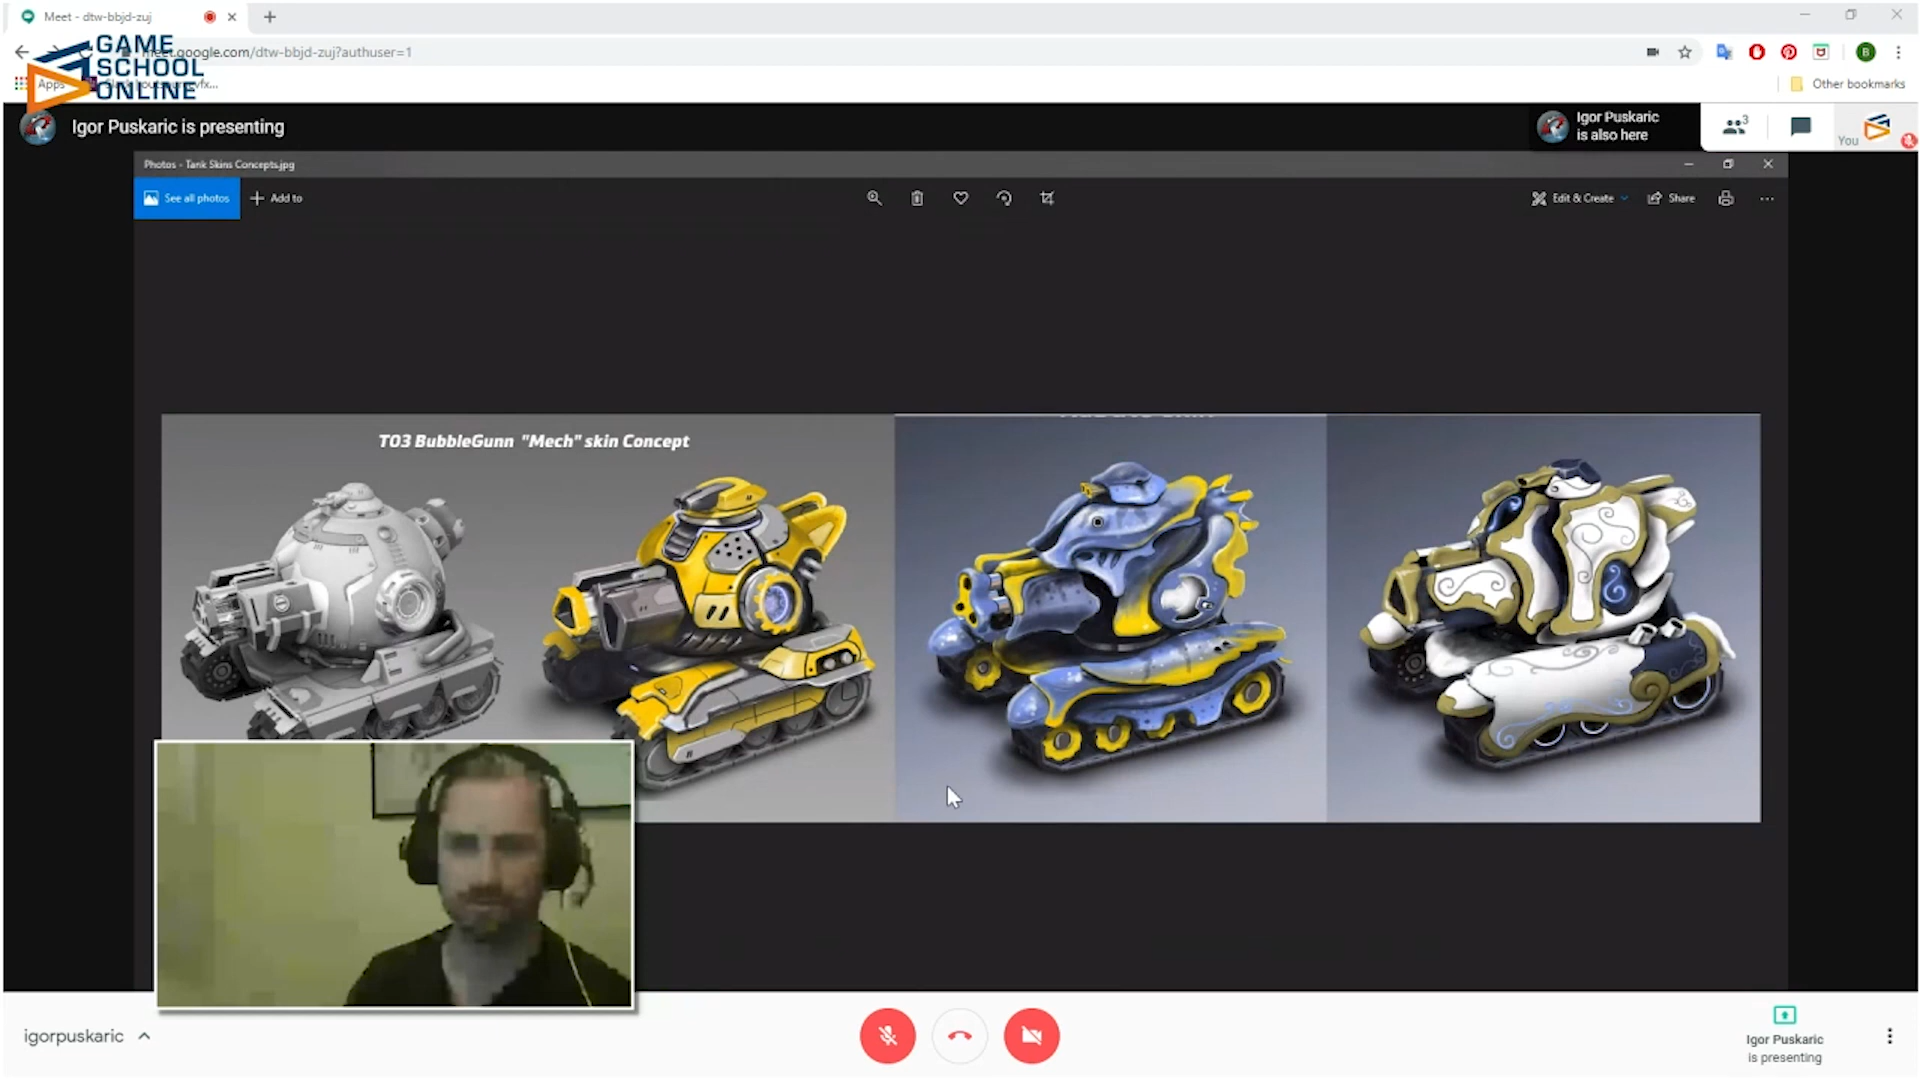 Meet - dtw-bbjd-zuj
meet.google.com/dtw-bbjd-zuj?authuser=1
GAME
SCHOOL
ONLINE
Apps
Other bookmarks
Igor Puskaric is presenting
Igor Puskaric
is also here
3
You
Photos - Tank Skins Concepts.jpg
See all photos
Add to
Edit & Create
Share
T03 BubbleGunn "Mech" skin Concept
igorpuskaric
Igor Puskaric
is presenting
B